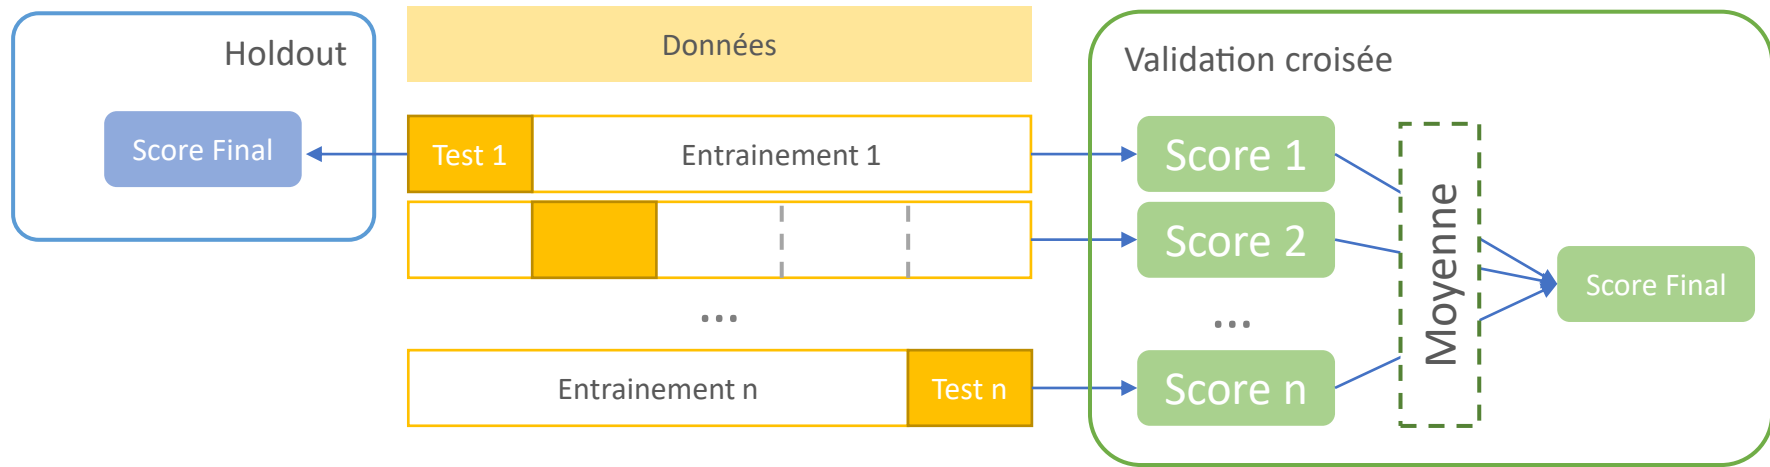 Holdout
Score Final
Données
Test 1
Entrainement 1
...
Entrainement n
Test n
Validation croisée
Score 1
Score 2
...
Score n
Moyenne
Score Final